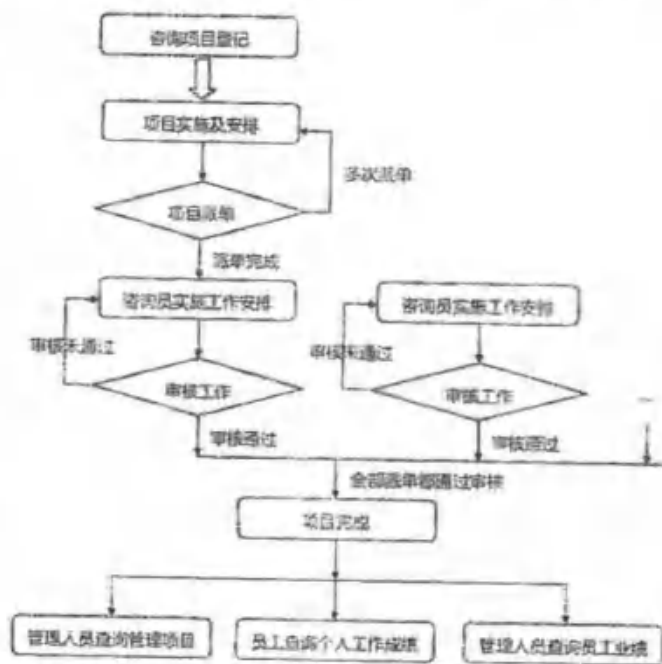 咨询项目登记
项目实施及安排
多次派单
项目派单
派单完成
咨询员实施工作安排
咨询员实施工作安排
审核未通过
审核未通过
审核工作
审核工作
审核通过
审核通过
全部派单都通过审核
项目完成
管理人员查询管理项目
员工查询个人工作成绩
管理人员查询员工业绩